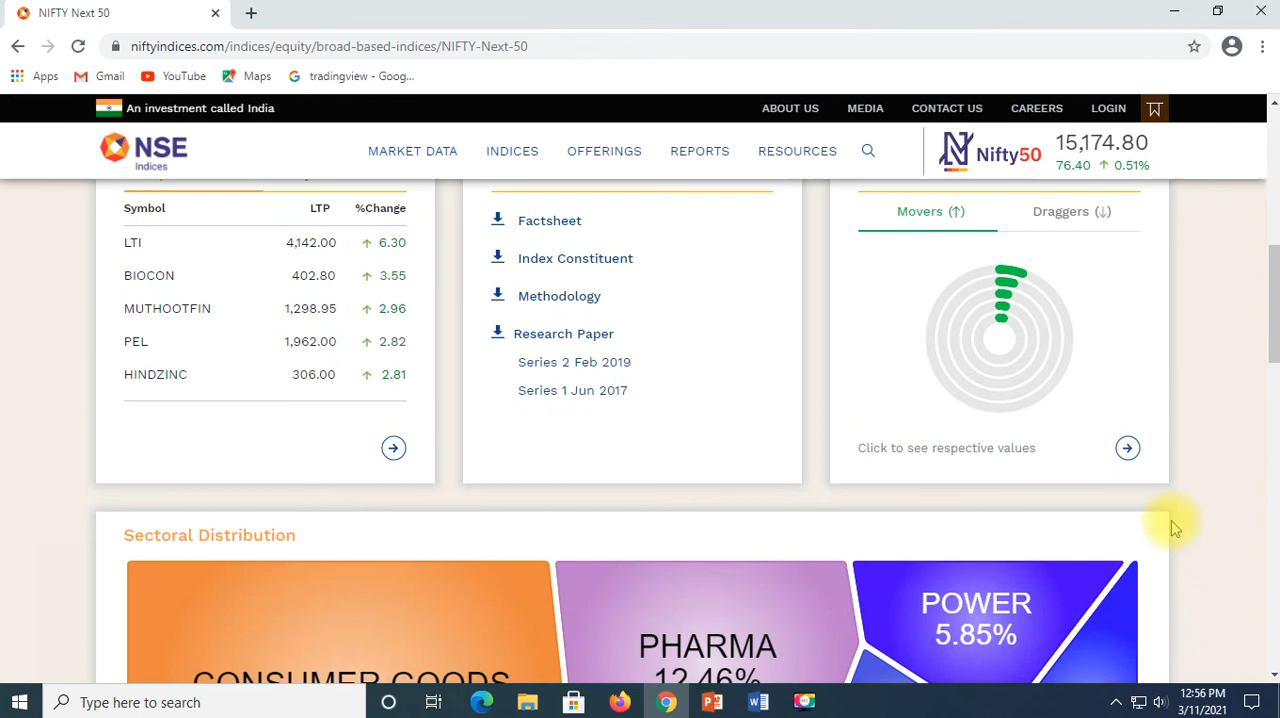 NIFTY Next 50
niftyindices.com/indices/equity/broad-based-indices/NIFTY-Next-50
Apps Gmail YouTube Maps tradingview - Goog...
An investment called India
ABOUT US MEDIA CONTACT US CAREERS LOGIN
NSE
Indices
MARKET DATA INDICES OFFERINGS REPORTS RESOURCES
Nifty50
15,174.80
76.40 ↑ 0.51%
Symbol LTP %Change
LTI 4,142.00 ↑ 6.30
BIOCON 402.80 ↑ 3.55
MUTHOOTFIN 1,298.95 ↑ 2.96
PEL 1,962.00 ↑ 2.82
HINDZINC 306.00 ↑ 2.81
Factsheet
Index Constituent
Methodology
Research Paper
Series 2 Feb 2019
Series 1 Jun 2017
Movers (↑) Draggers (↓)
Click to see respective values
Sectoral Distribution
CONSUMER GOODS
PHARMA
12.46%
POWER
5.85%
Type here to search
12:56 PM
3/11/2021